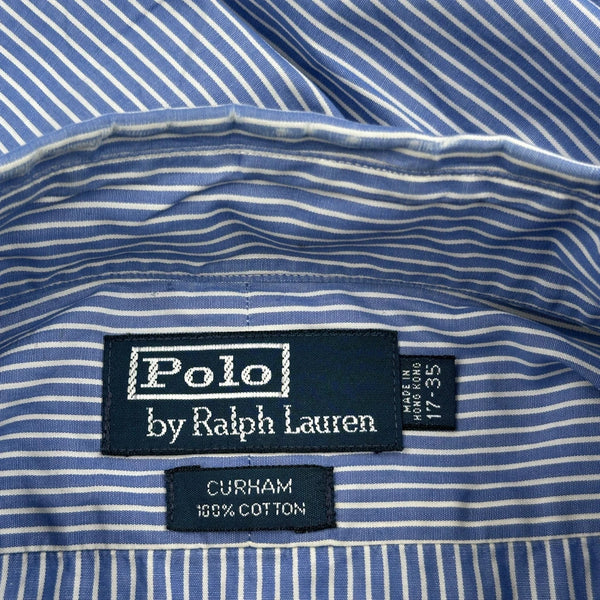 Polo
by Ralph Lauren
MADE IN
HONG KONG
17-35
CURHAM
100% COTTON